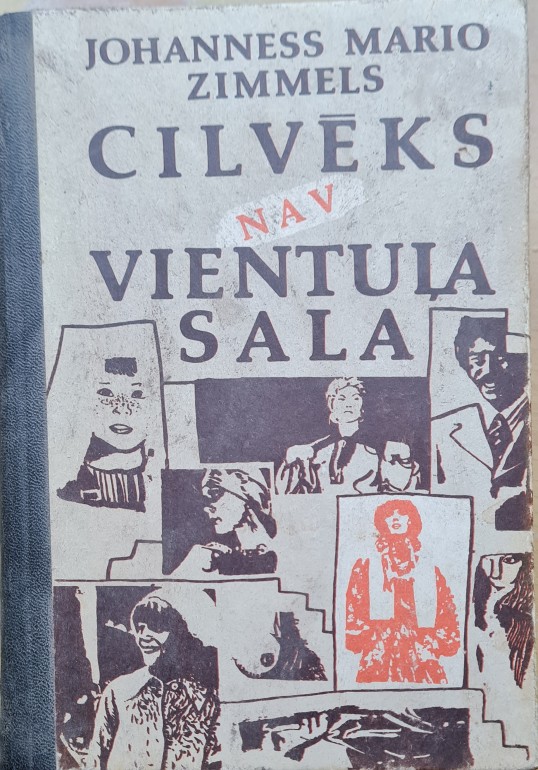 JOHANNESS MARIO
ZIMMELS
CILVĒKS
NAV
VIENTUĻA
SALA